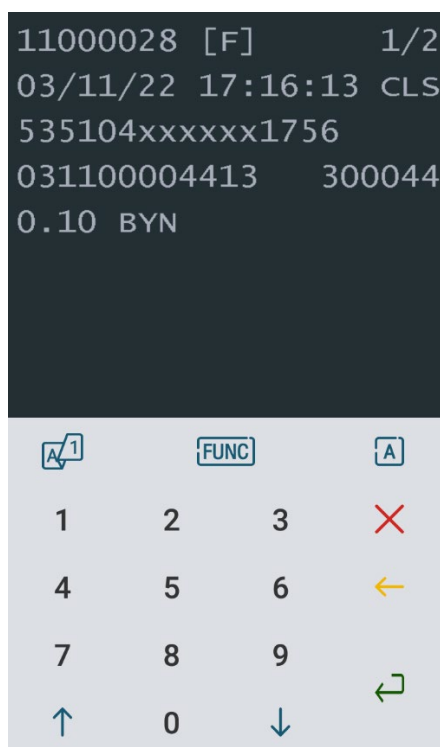 11000028 [F] 1/2
03/11/22 17:16:13 CLS
535104xxxxxx1756
031100004413 300044
0.10 BYN
A 1 FUNC A
1 2 3
4 5 6
7 8 9
0